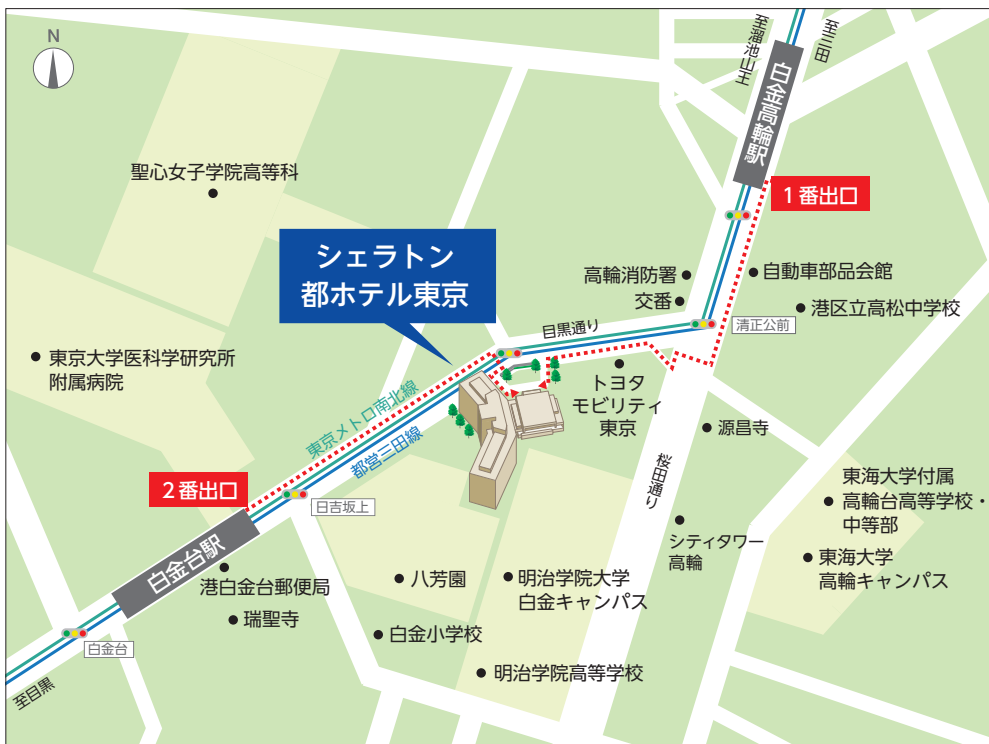 N
至溜池山王
至三田
白金高輪駅
1番出口
聖心女子学院高等科
シェラトン
都ホテル東京
高輪消防署
交番
自動車部品会館
港区立高松中学校
清正公前
目黒通り
東京大学医科学研究所
附属病院
トヨタ
モビリティ
東京
源昌寺
東京メトロ南北線
都営三田線
桜田通り
2番出口
日吉坂上
東海大学付属
高輪台高等学校・
中等部
シティタワー
高輪
東海大学
高輪キャンパス
白金台駅
港白金台郵便局
瑞聖寺
八芳園
明治学院大学
白金キャンパス
白金小学校
白金台
明治学院高等学校
至目黒